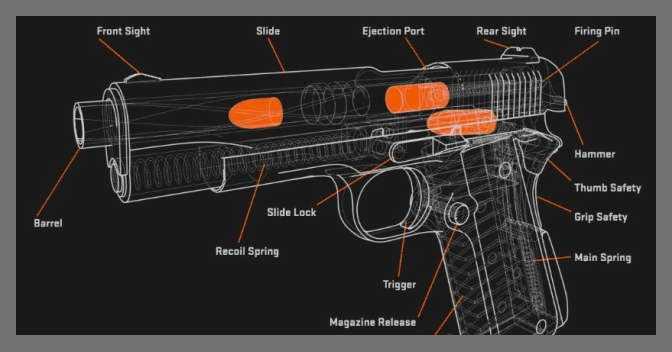 Front Sight
Slide
Ejection Port
Rear Sight
Firing Pin
Hammer
Thumb Safety
Barrel
Slide Lock
Grip Safety
Recoil Spring
Main Spring
Trigger
Magazine Release